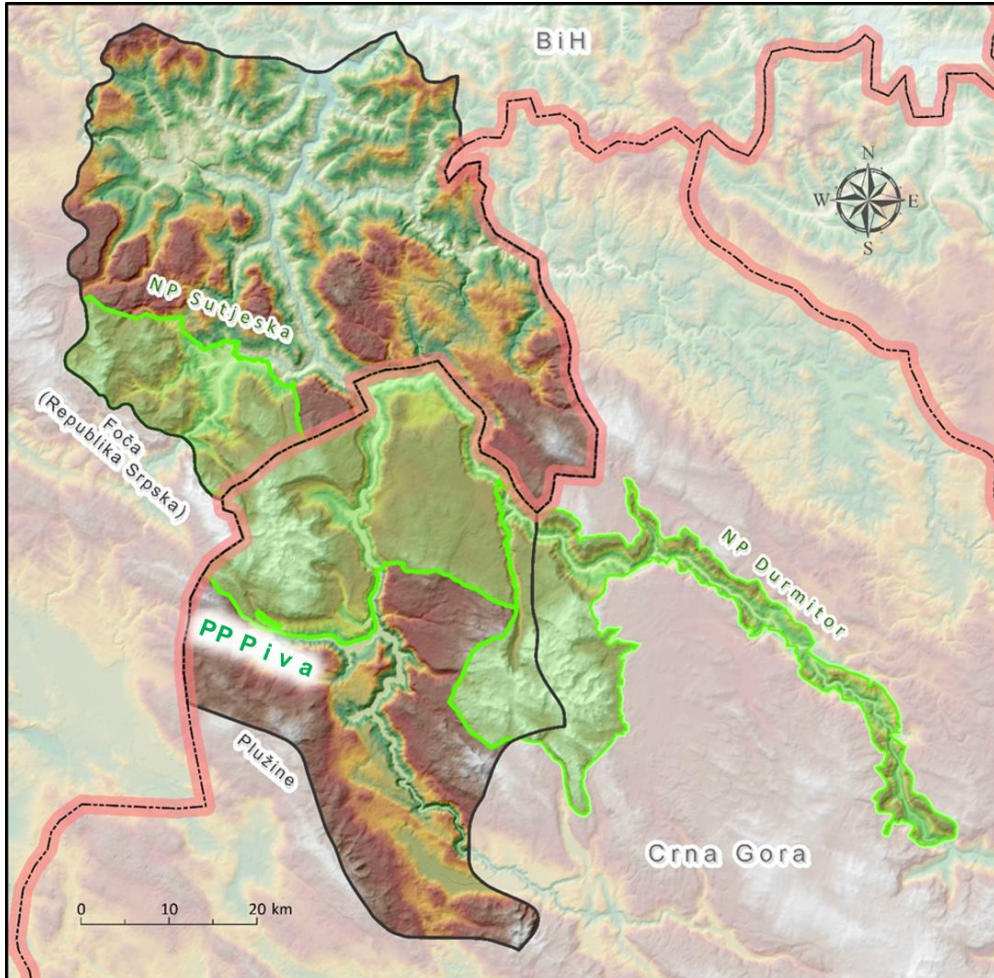 BiH
N
W E
S
NP Sutjeska
Foča
(Republika Srpska)
NP Durmitor
PP Piva
Plužine
Crna Gora
0 10 20 km